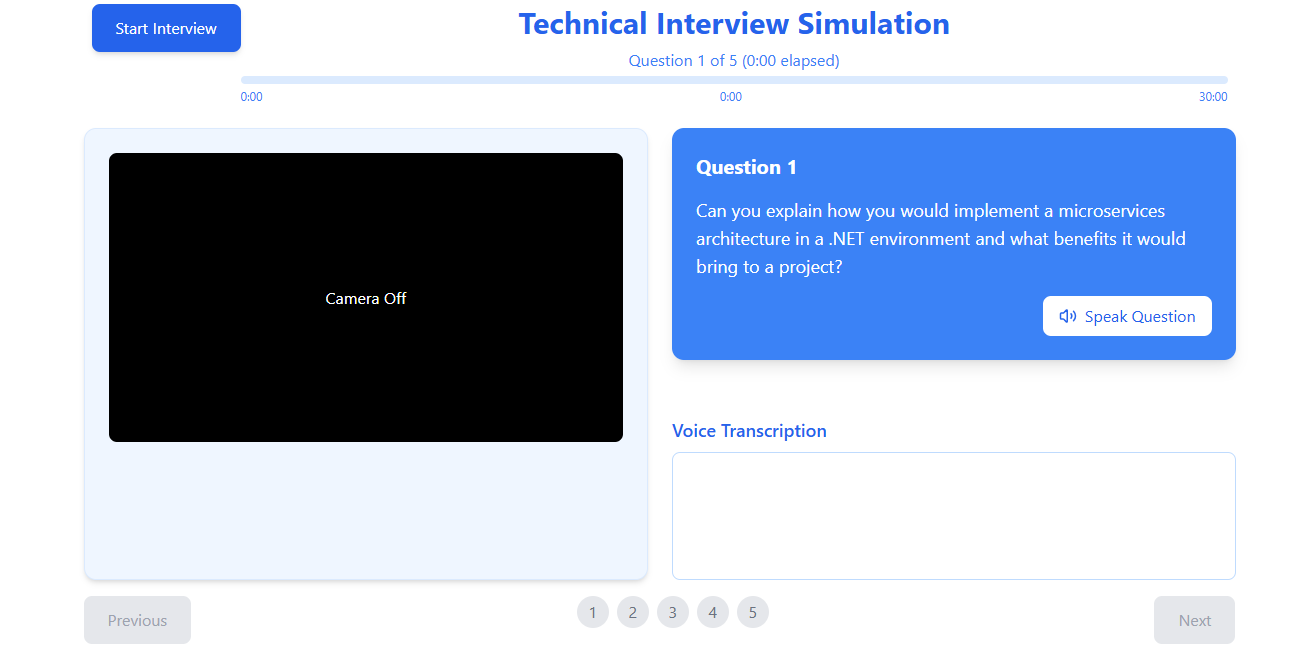 Start Interview
Technical Interview Simulation
Question 1 of 5 (0:00 elapsed)
0:00
0:00
30:00
Camera Off
Question 1
Can you explain how you would implement a microservices
architecture in a .NET environment and what benefits it would
bring to a project?
Speak Question
Voice Transcription
Previous
1
2
3
4
5
Next